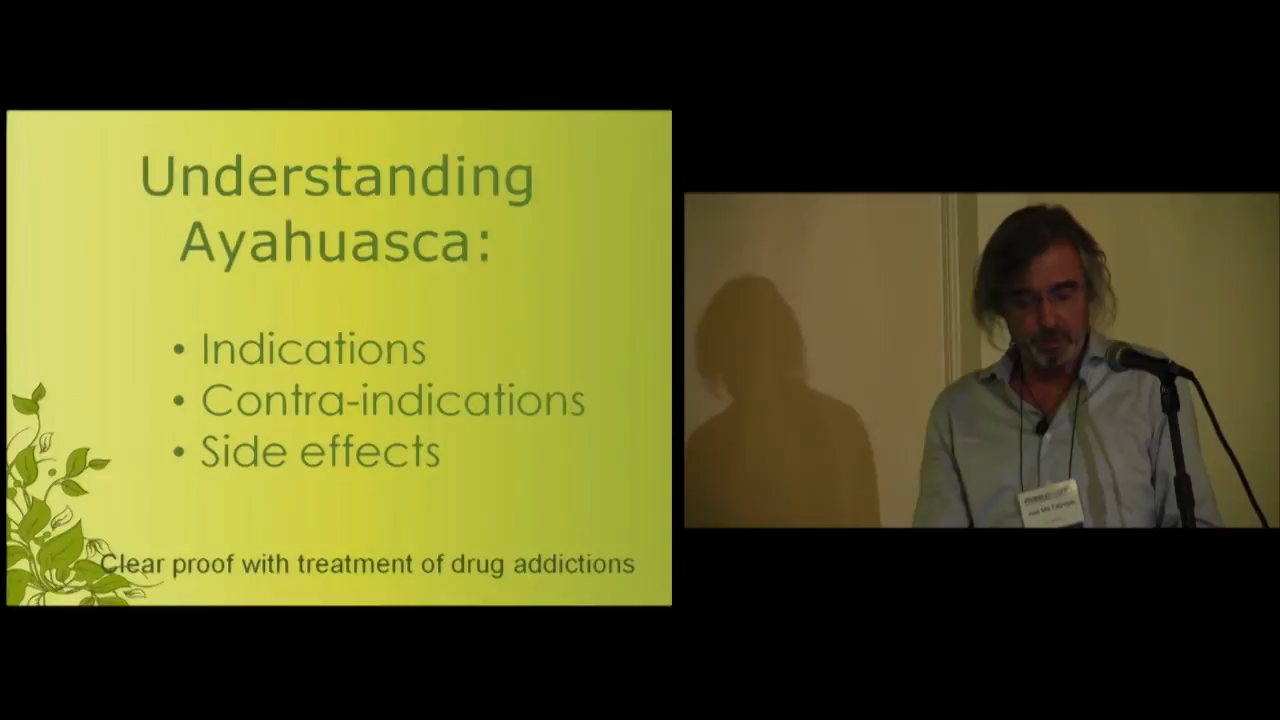 Understanding
Ayahuasca:
• Indications
• Contra-indications
• Side effects
Clear proof with treatment of drug addictions